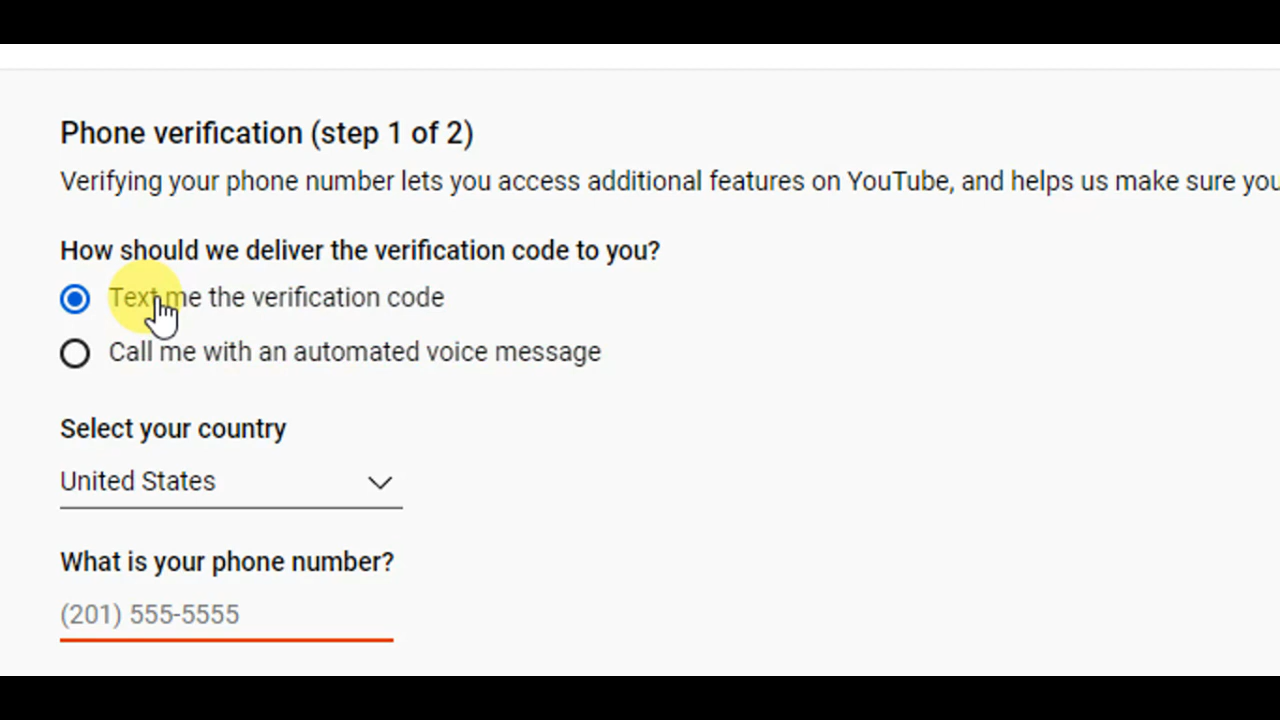 Phone verification (step 1 of 2)
Verifying your phone number lets you access additional features on YouTube, and helps us make sure you
How should we deliver the verification code to you?
Text me the verification code
Call me with an automated voice message
Select your country
United States
What is your phone number?
(201) 555-5555